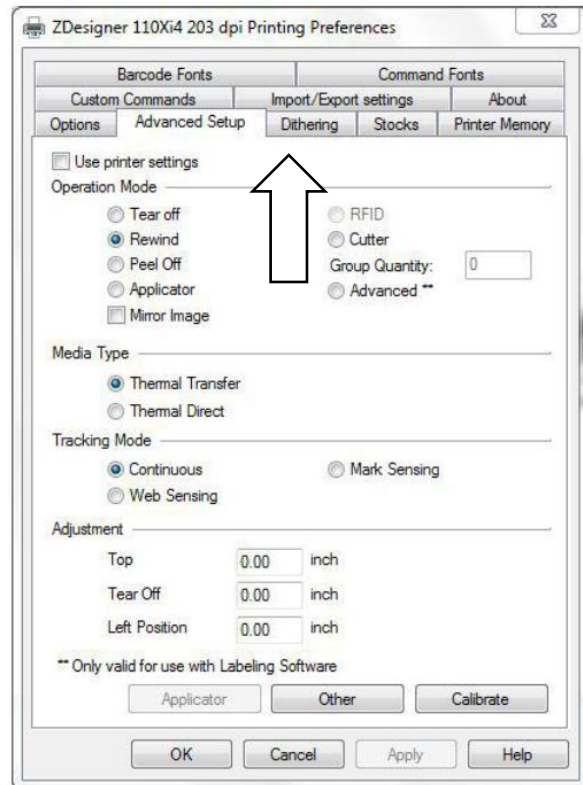 ZDesigner 110Xi4 203 dpi Printing Preferences
Barcode Fonts Command Fonts
Custom Commands Import/Export settings About
Options Advanced Setup Dithering Stocks Printer Memory
Use printer settings
Operation Mode
Tear off RFID
Rewind Cutter
Peel Off Group Quantity: 0
Applicator Advanced **
Mirror Image
Media Type
Thermal Transfer
Thermal Direct
Tracking Mode
Continuous Mark Sensing
Web Sensing
Adjustment
Top 0.00 inch
Tear Off 0.00 inch
Left Position 0.00 inch
** Only valid for use with Labeling Software
Applicator Other Calibrate
OK Cancel Apply Help